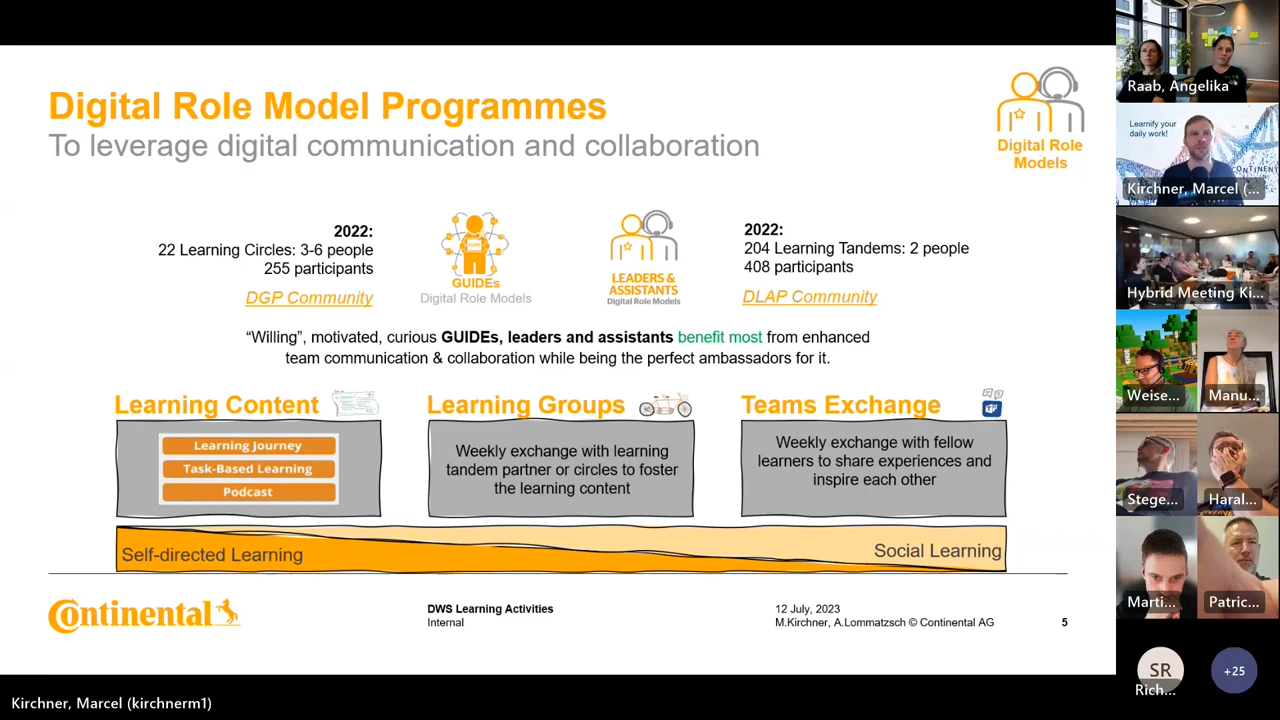 Digital Role Model Programmes
To leverage digital communication and collaboration
Digital Role
Models
2022:
22 Learning Circles: 3-6 people
255 participants
DGP Community
GUIDEs
Digital Role Models
LEADERS &
ASSISTANTS
Digital Role Models
2022:
204 Learning Tandems: 2 people
408 participants
DLAP Community
“Willing”, motivated, curious GUIDEs, leaders and assistants benefit most from enhanced
team communication & collaboration while being the perfect ambassadors for it.
Learning Content
Learning Journey
Task-Based Learning
Podcast
Learning Groups
Weekly exchange with learning
tandem partner or circles to foster
the learning content
Teams Exchange
Weekly exchange with fellow
learners to share experiences and
inspire each other
Self-directed Learning
Social Learning
Continental
DWS Learning Activities
Internal
12 July, 2023
M.Kirchner, A.Lommatzsch © Continental AG
5
Kirchner, Marcel (kirchnerm1)
Raab, Angelika
Learnify your
daily work!
Kirchner, Marcel (...
Hybrid Meeting Ki...
Weise...
Manu...
Stege...
Haral...
Marti...
Patric...
SR
Rich...
+25